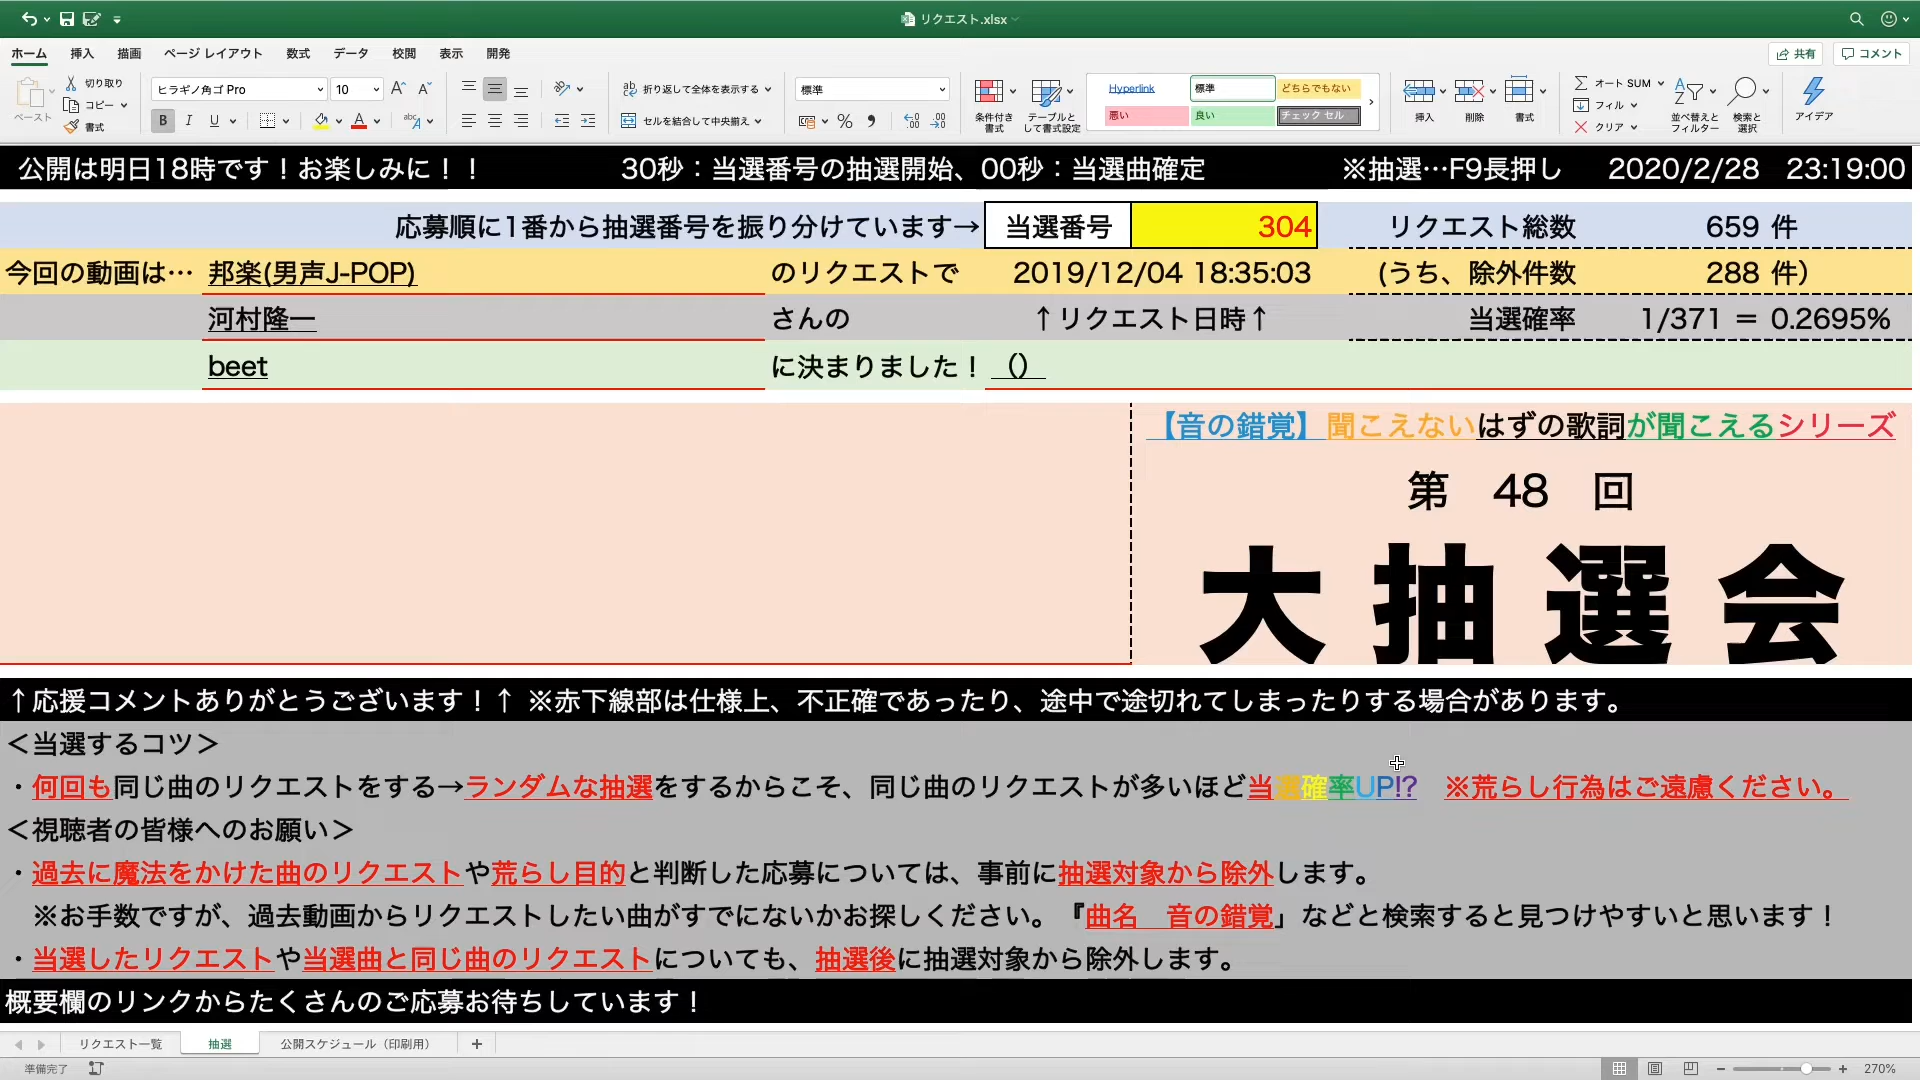 リクエスト.xlsx
ホーム 挿入 描画 ページ レイアウト 数式 データ 校閲 表示 開発 共有 コメント
ペースト 切り取り コピー 書式
ヒラギノ角ゴ Pro 10
B I U
折り返して全体を表示する
セルを結合して中央揃え
標準
条件付き書式 テーブルとして書式設定
Hyperlink 標準 どちらでもない
悪い 良い チェック セル
挿入 削除 書式
オート SUM フィル クリア
並べ替えとフィルター 検索と選択 アイデア
公開は明日18時です！お楽しみに！！ 30秒：当選番号の抽選開始、00秒：当選曲確定 ※抽選…F9長押し 2020/2/28 23:19:00
応募順に1番から抽選番号を振り分けています→ 当選番号 304 リクエスト総数 659 件
今回の動画は… 邦楽(男声J-POP) のリクエストで 2019/12/04 18:35:03 (うち、除外件数 288 件）
河村隆一 さんの ↑リクエスト日時↑ 当選確率 1/371 ＝ 0.2695%
beet に決まりました！ （）
【音の錯覚】聞こえないはずの歌詞が聞こえるシリーズ
第 48 回
大抽選会
↑応援コメントありがとうございます！↑ ※赤下線部は仕様上、不正確であったり、途中で途切れてしまったりする場合があります。
＜当選するコツ＞
・何回も同じ曲のリクエストをする→ランダムな抽選をするからこそ、同じ曲のリクエストが多いほど当選確率UP!? ※荒らし行為はご遠慮ください。
＜視聴者の皆様へのお願い＞
・過去に魔法をかけた曲のリクエストや荒らし目的と判断した応募については、事前に抽選対象から除外します。
※お手数ですが、過去動画からリクエストしたい曲がすでにないかお探しください。『曲名　音の錯覚』などと検索すると見つけやすいと思います！
・当選したリクエストや当選曲と同じ曲のリクエストについても、抽選後に抽選対象から除外します。
概要欄のリンクからたくさんのご応募お待ちしています！
リクエスト一覧 抽選 公開スケジュール（印刷用） +
準備完了 270%